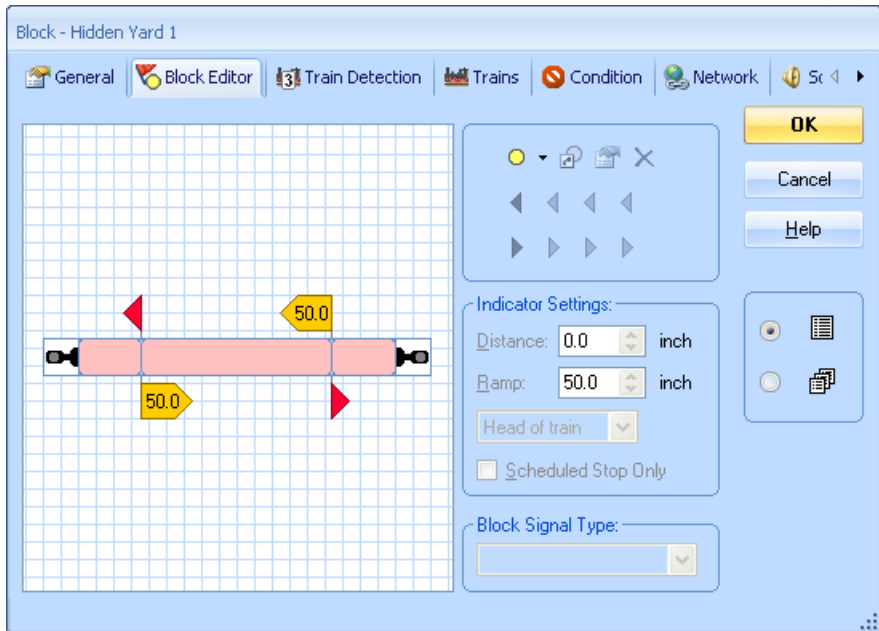 Block - Hidden Yard 1
General Block Editor 3 Train Detection Trains Condition Network Sc
OK
Cancel
Help
50.0
50.0
Indicator Settings:
Distance: 0.0 inch
Ramp: 50.0 inch
Head of train
Scheduled Stop Only
Block Signal Type: